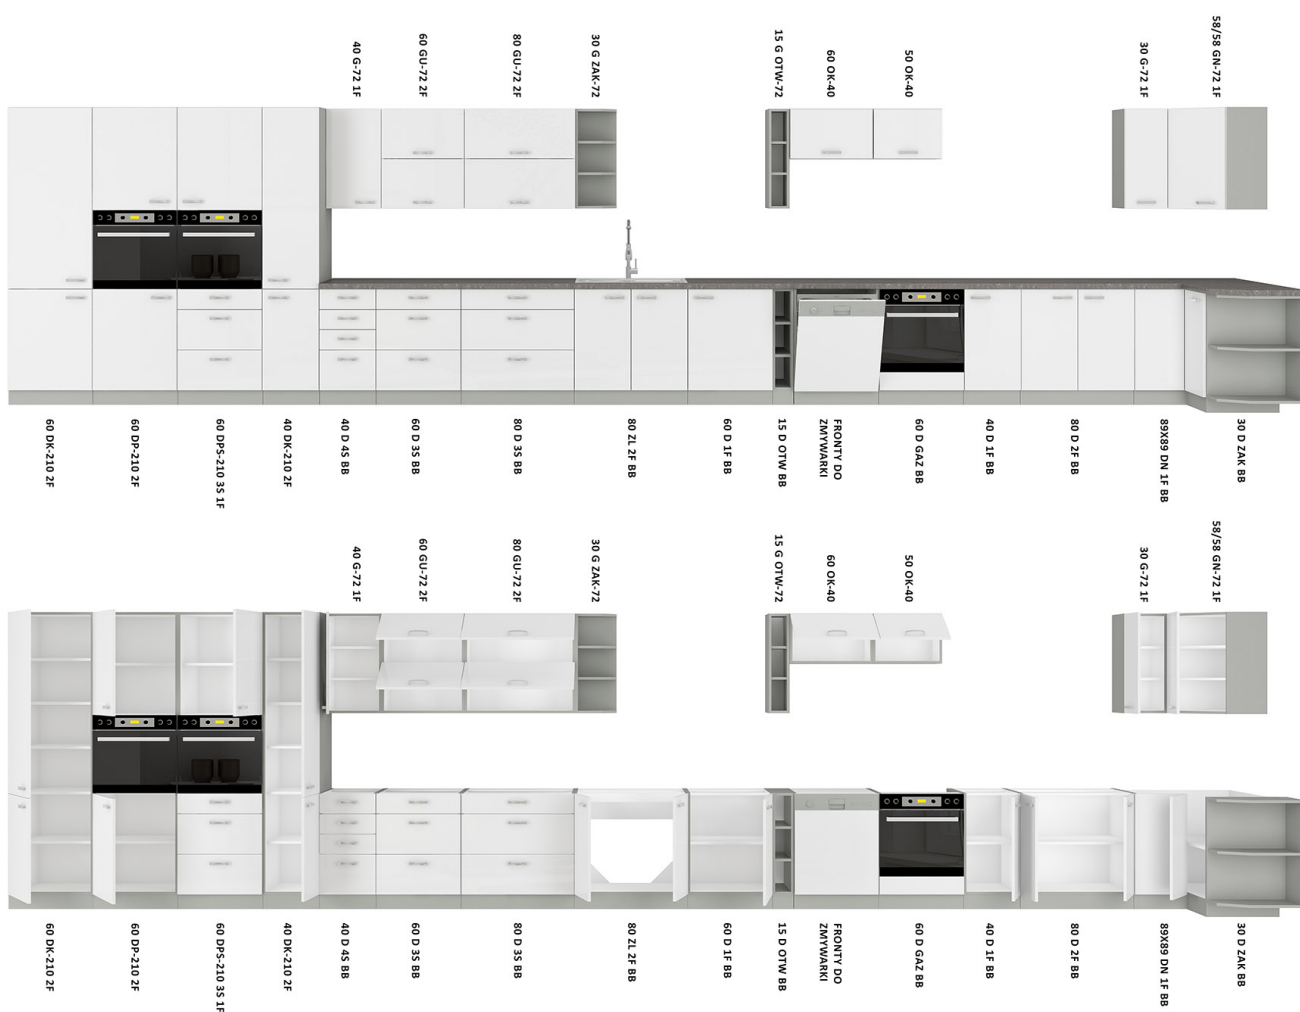 40 G-72 1F
60 GU-72 2F
80 GU-72 2F
30 G ZAK-72
15 G OTW-72
60 OK-40
50 OK-40
30 G-72 1F
58/58 GN-72 1F
60 DK-210 2F
60 DP-210 2F
60 DPS-210 3S 1F
40 DK-210 2F
40 D 4S BB
60 D 3S BB
80 D 3S BB
80 ZL 2F BB
60 D 1F BB
15 D OTW BB
FRONTY DO
ZMYWARKI
60 D GAZ BB
40 D 1F BB
80 D 2F BB
89X89 DN 1F BB
30 D ZAK BB
40 G-72 1F
60 GU-72 2F
80 GU-72 2F
30 G ZAK-72
15 G OTW-72
60 OK-40
50 OK-40
30 G-72 1F
58/58 GN-72 1F
60 DK-210 2F
60 DP-210 2F
60 DPS-210 3S 1F
40 DK-210 2F
40 D 4S BB
60 D 3S BB
80 D 3S BB
80 ZL 2F BB
60 D 1F BB
15 D OTW BB
FRONTY DO
ZMYWARKI
60 D GAZ BB
40 D 1F BB
80 D 2F BB
89X89 DN 1F BB
30 D ZAK BB